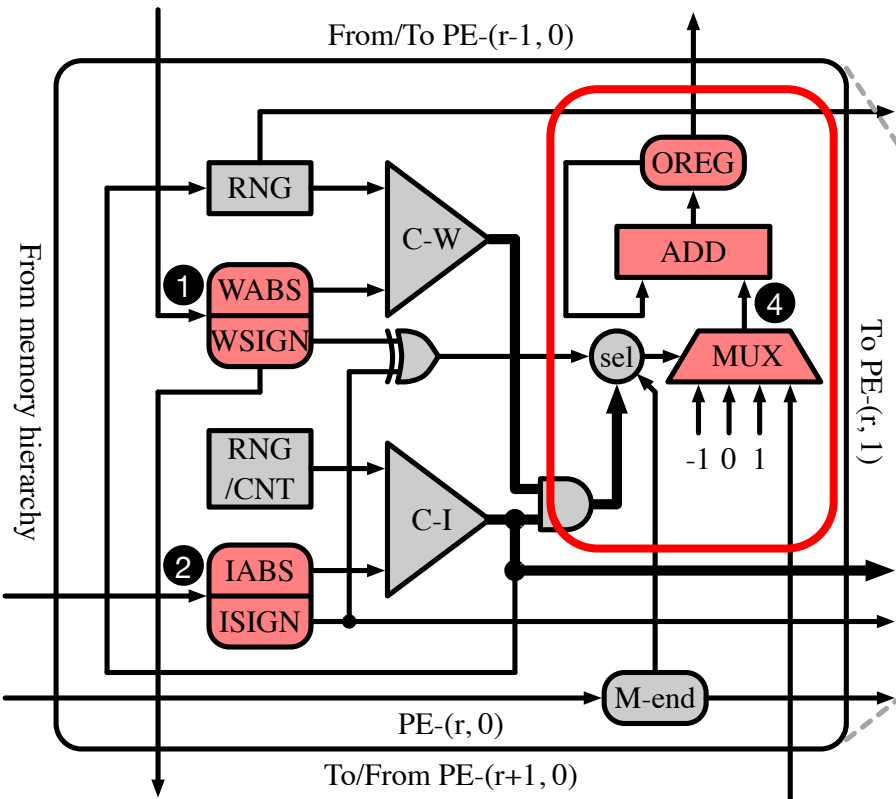 From/To PE-(r-1, 0)
OREG
RNG
C-W
ADD
From memory hierarchy
1
WABS
4
WSIGN
sel
MUX
To PE-(r, 1)
RNG
/CNT
-1 0 1
C-I
2
IABS
ISIGN
M-end
PE-(r, 0)
To/From PE-(r+1, 0)